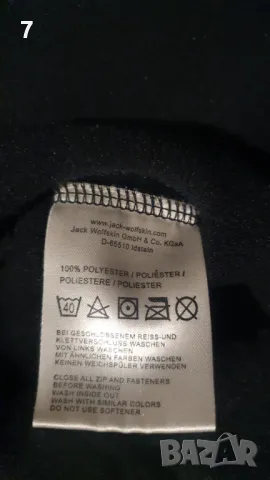 7
www.jack-wolfskin.com
Jack Wolfskin GmbH & Co. KGaA
D-65510 Idstein
100% POLYESTER / POLIÉSTER /
POLIESTERE / POLIESTER
40
BEI GESCHLOSSENEM REISS- UND
KLETTVERSCHLUSS WASCHEN
VON LINKS WASCHEN
MIT ÄHNLICHEN FARBEN WASCHEN
KEINEN WEICHSPÜLER VERWENDEN
CLOSE ALL ZIP AND FASTENERS
BEFORE WASHING
WASH INSIDE OUT
WASH WITH SIMILAR COLORS
DO NOT USE SOFTENER
BAZAR
bg